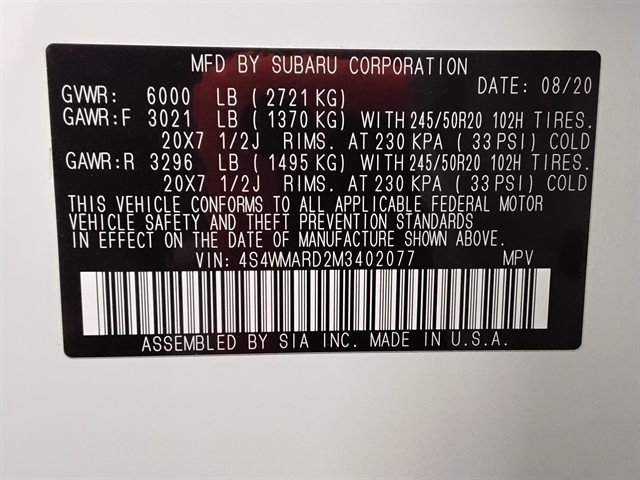 MFD BY SUBARU CORPORATION
DATE: 08/20
GVWR: 6000 LB (2721KG)
GAWR:F 3021 LB (1370 KG) WITH 245/50R20 102H TIRES.
20X7 1/2J RIMS. AT 230 KPA (33 PSI) COLD
GAWR:R 3296 LB (1495 KG) WITH 245/50R20 102H TIRES.
20X7 1/2J RIMS. AT 230 KPA (33 PSI) COLD
THIS VEHICLE CONFORMS TO ALL APPLICABLE FEDERAL MOTOR
VEHICLE SAFETY AND THEFT PREVENTION STANDARDS
IN EFFECT ON THE DATE OF MANUFACTURE SHOWN ABOVE.
VIN: 4S4WMARD2M3402077 MPV
ASSEMBLED BY SIA INC. MADE IN U.S.A.